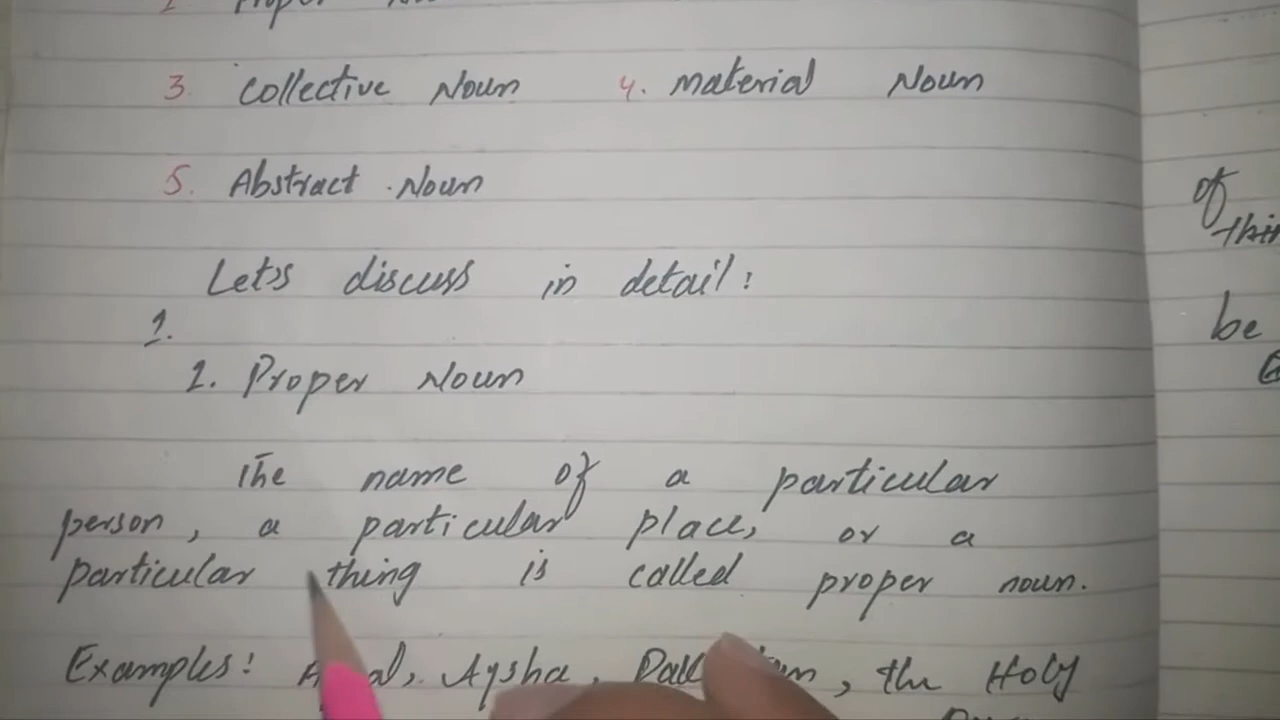 Proper
3. Collective Noun 4. Material Noun
5. Abstract Noun
Let's discuss in detail:
1.
1. Proper Noun
The name of a particular
person, a particular place, or a
particular thing is called proper noun.
Examples: Aysha, the Holy
of
be